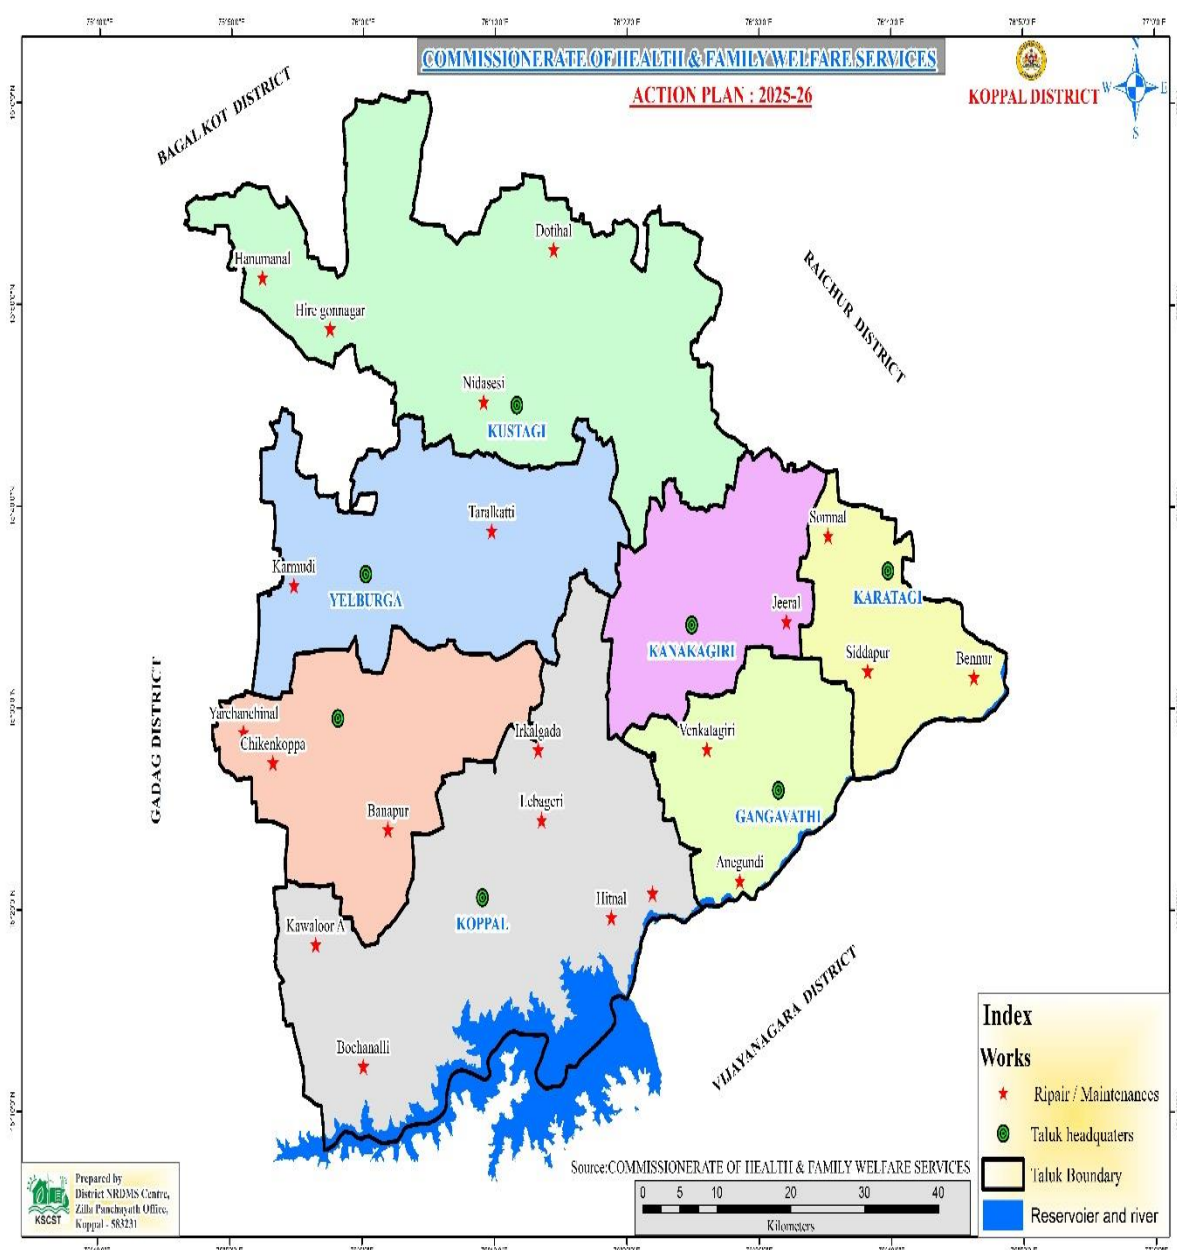 COMMISSIONERATE OF HEALTH & FAMILY WELFARE SERVICES
ACTION PLAN : 2025-26
KOPPAL DISTRICT
N
W
E
S
BAGAL KOT DISTRICT
RAICHUR DISTRICT
GADAG DISTRICT
VIJAYANAGARA DISTRICT
Dotihal
Hanumanal
Hire gonnagar
Nidasesi
KUSTAGI
Taralkatti
Somnal
Karmudi
YELBURGA
KARATAGI
Jeeral
KANAKAGIRI
Siddapur
Bennur
Yarchanchinal
Chikenkoppa
Irkalgada
Venkatagiri
Banapur
Lebageri
GANGAVATHI
Anegundi
Hitnal
Kawaloor A
KOPPAL
Bochanalli
Index
Works
Ripair / Maintenances
Taluk headquaters
Taluk Boundary
Reservoier and river
Source:COMMISSIONERATE OF HEALTH & FAMILY WELFARE SERVICES
0 5 10 20 30 40
Kilometers
KSCST
Prepared by
District NRDMS Centre,
Zilla Panchayath Office,
Koppal - 583231